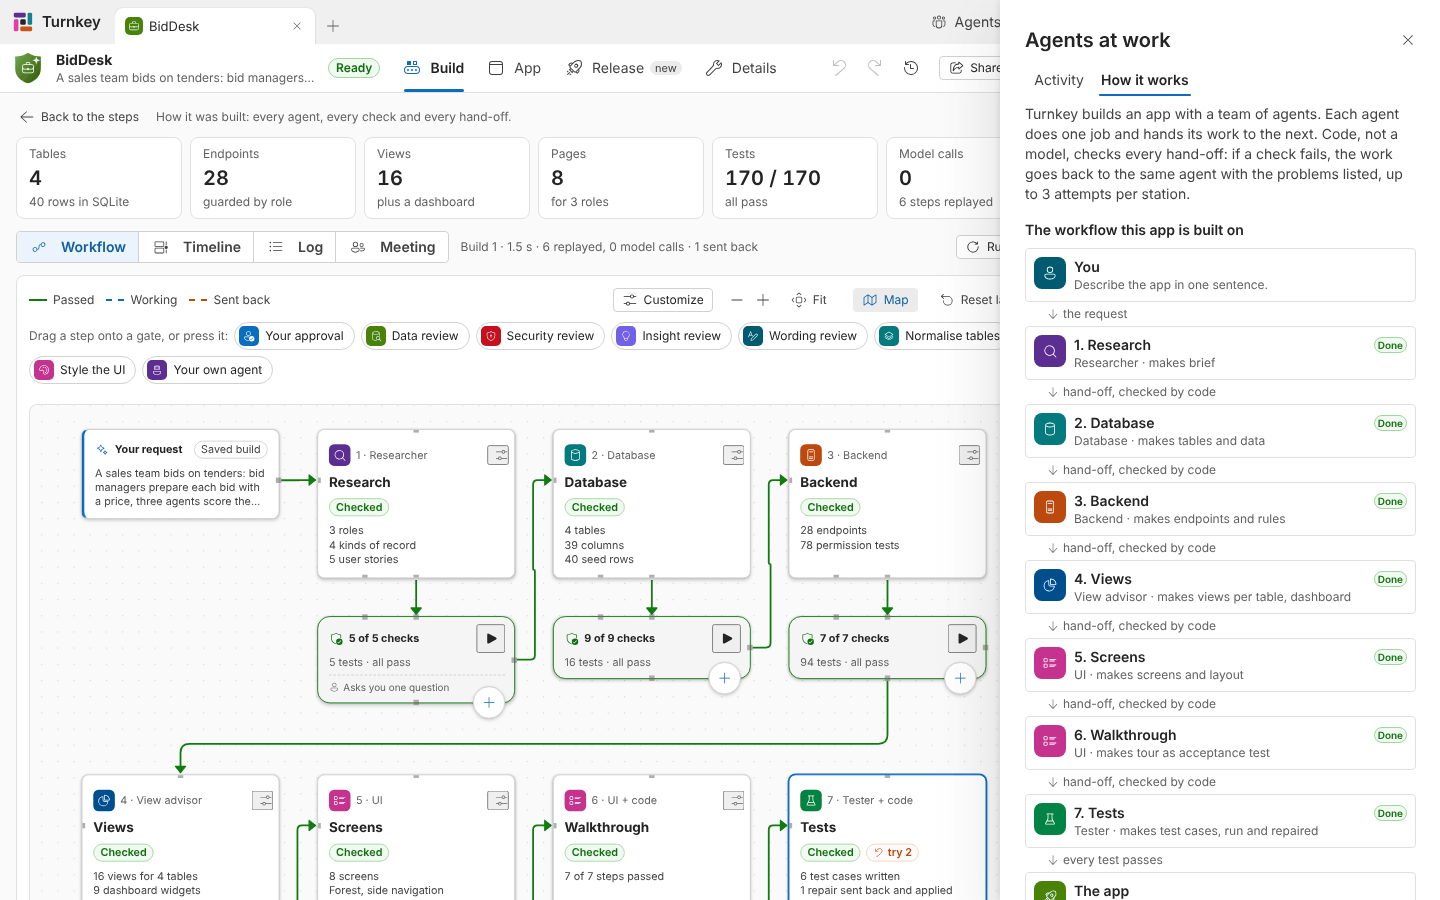 Turnkey
BidDesk
Agents
BidDesk
A sales team bids on tenders: bid managers...
Ready
Build
App
Release new
Details
Share
Back to the steps
How it was built: every agent, every check and every hand-off.
Tables
4
40 rows in SQLite
Endpoints
28
guarded by role
Views
16
plus a dashboard
Pages
8
for 3 roles
Tests
170 / 170
all pass
Model calls
0
6 steps replayed
Workflow
Timeline
Log
Meeting
Build 1 · 1.5 s · 6 replayed, 0 model calls · 1 sent back
Ru
Passed
Working
Sent back
Customize
Fit
Map
Reset la
Drag a step onto a gate, or press it:
Your approval
Data review
Security review
Insight review
Wording review
Normalise tables
Style the UI
Your own agent
Your request
Saved build
A sales team bids on tenders: bid
managers prepare each bid with
a price, three agents score the...
1 · Researcher
Research
Checked
3 roles
4 kinds of record
5 user stories
2 · Database
Database
Checked
4 tables
39 columns
40 seed rows
3 · Backend
Backend
Checked
28 endpoints
78 permission tests
5 of 5 checks
5 tests · all pass
Asks you one question
9 of 9 checks
16 tests · all pass
7 of 7 checks
94 tests · all pass
4 · View advisor
Views
Checked
16 views for 4 tables
9 dashboard widgets
5 · UI
Screens
Checked
8 screens
Forest, side navigation
6 · UI + code
Walkthrough
Checked
7 of 7 steps passed
7 · Tester + code
Tests
Checked
try 2
6 test cases written
1 repair sent back and applied
Agents at work
Activity
How it works
Turnkey builds an app with a team of agents. Each agent
does one job and hands its work to the next. Code, not a
model, checks every hand-off: if a check fails, the work
goes back to the same agent with the problems listed, up
to 3 attempts per station.
The workflow this app is built on
You
Describe the app in one sentence.
the request
1. Research
Researcher · makes brief
Done
hand-off, checked by code
2. Database
Database · makes tables and data
Done
hand-off, checked by code
3. Backend
Backend · makes endpoints and rules
Done
hand-off, checked by code
4. Views
View advisor · makes views per table, dashboard
Done
hand-off, checked by code
5. Screens
UI · makes screens and layout
Done
hand-off, checked by code
6. Walkthrough
UI · makes tour as acceptance test
Done
hand-off, checked by code
7. Tests
Tester · makes test cases, run and repaired
Done
every test passes
The app